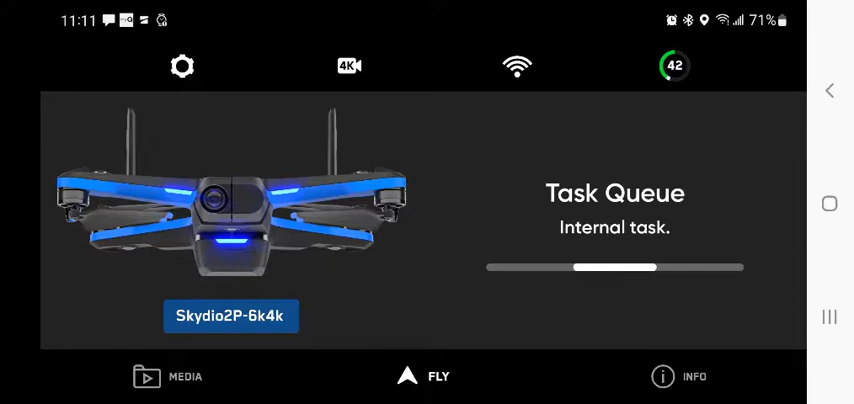 11:11
71%
4K
42
Task Queue
Internal task.
Skydio2P-6k4k
MEDIA
FLY
INFO